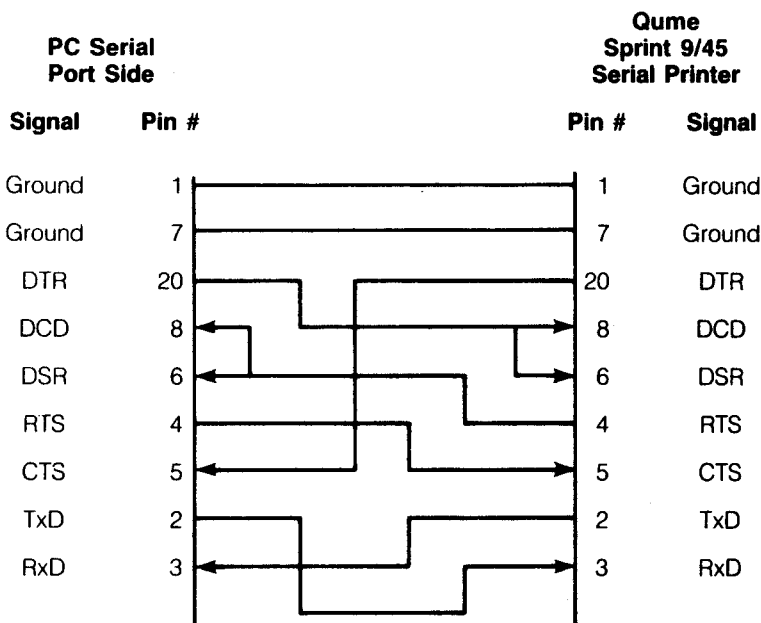 PC Serial
Port Side
Qume
Sprint 9/45
Serial Printer
Signal Pin # Pin # Signal
Ground 1 1 Ground
Ground 7 7 Ground
DTR 20 20 DTR
DCD 8 8 DCD
DSR 6 6 DSR
RTS 4 4 RTS
CTS 5 5 CTS
TxD 2 2 TxD
RxD 3 3 RxD